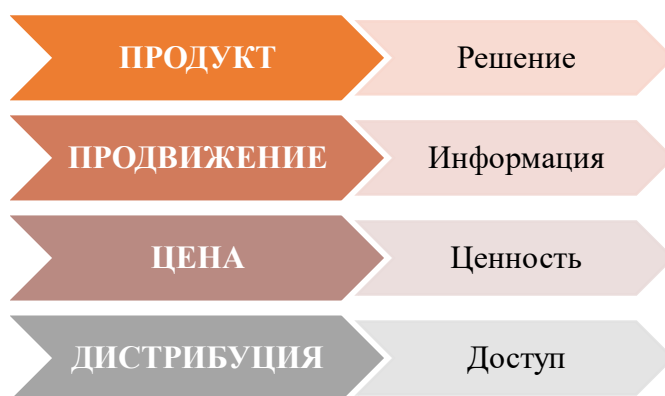 ПРОДУКТ
Решение
ПРОДВИЖЕНИЕ
Информация
ЦЕНА
Ценность
ДИСТРИБУЦИЯ
Доступ